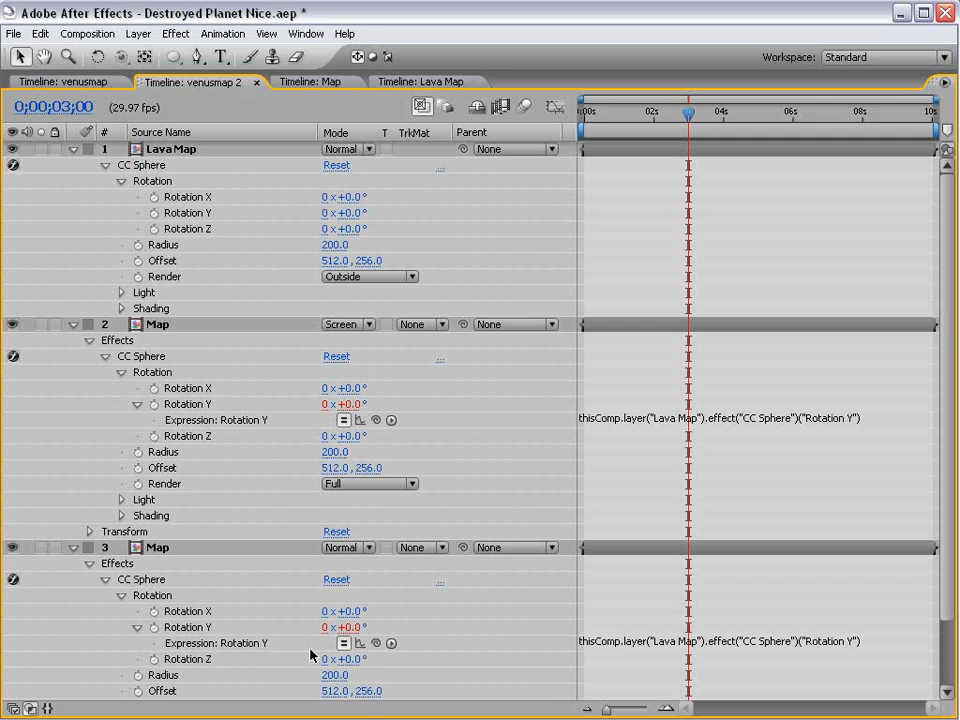 Adobe After Effects - Destroyed Planet Nice.aep *
File Edit Composition Layer Effect Animation View Window Help
Workspace: Standard
Timeline: venusmap Timeline: venusmap 2 × Timeline: Map Timeline: Lava Map
0;00;03;00 (29.97 fps) :00s 02s 04s 06s 08s 10s
# Source Name Mode T TrkMat Parent
1 Lava Map Normal None
CC Sphere Reset ...
Rotation
Rotation X 0 x +0.0 °
Rotation Y 0 x +0.0 °
Rotation Z 0 x +0.0 °
Radius 200.0
Offset 512.0 , 256.0
Render Outside
Light
Shading
2 Map Screen None None
Effects
CC Sphere Reset ...
Rotation
Rotation X 0 x +0.0 °
Rotation Y 0 x +0.0 °
Expression: Rotation Y thisComp.layer("Lava Map").effect("CC Sphere")("Rotation Y")
Rotation Z 0 x +0.0 °
Radius 200.0
Offset 512.0 , 256.0
Render Full
Light
Shading
Transform Reset
3 Map Normal None None
Effects
CC Sphere Reset ...
Rotation
Rotation X 0 x +0.0 °
Rotation Y 0 x +0.0 °
Expression: Rotation Y thisComp.layer("Lava Map").effect("CC Sphere")("Rotation Y")
Rotation Z 0 x +0.0 °
Radius 200.0
Offset 512.0 , 256.0